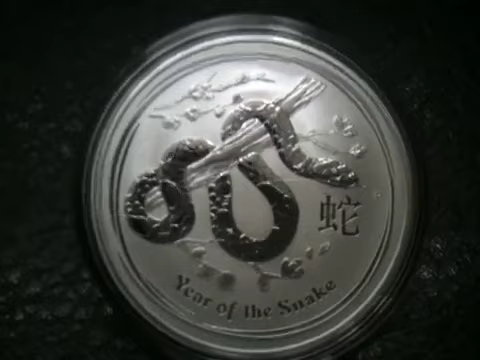 蛇
Year of the Snake